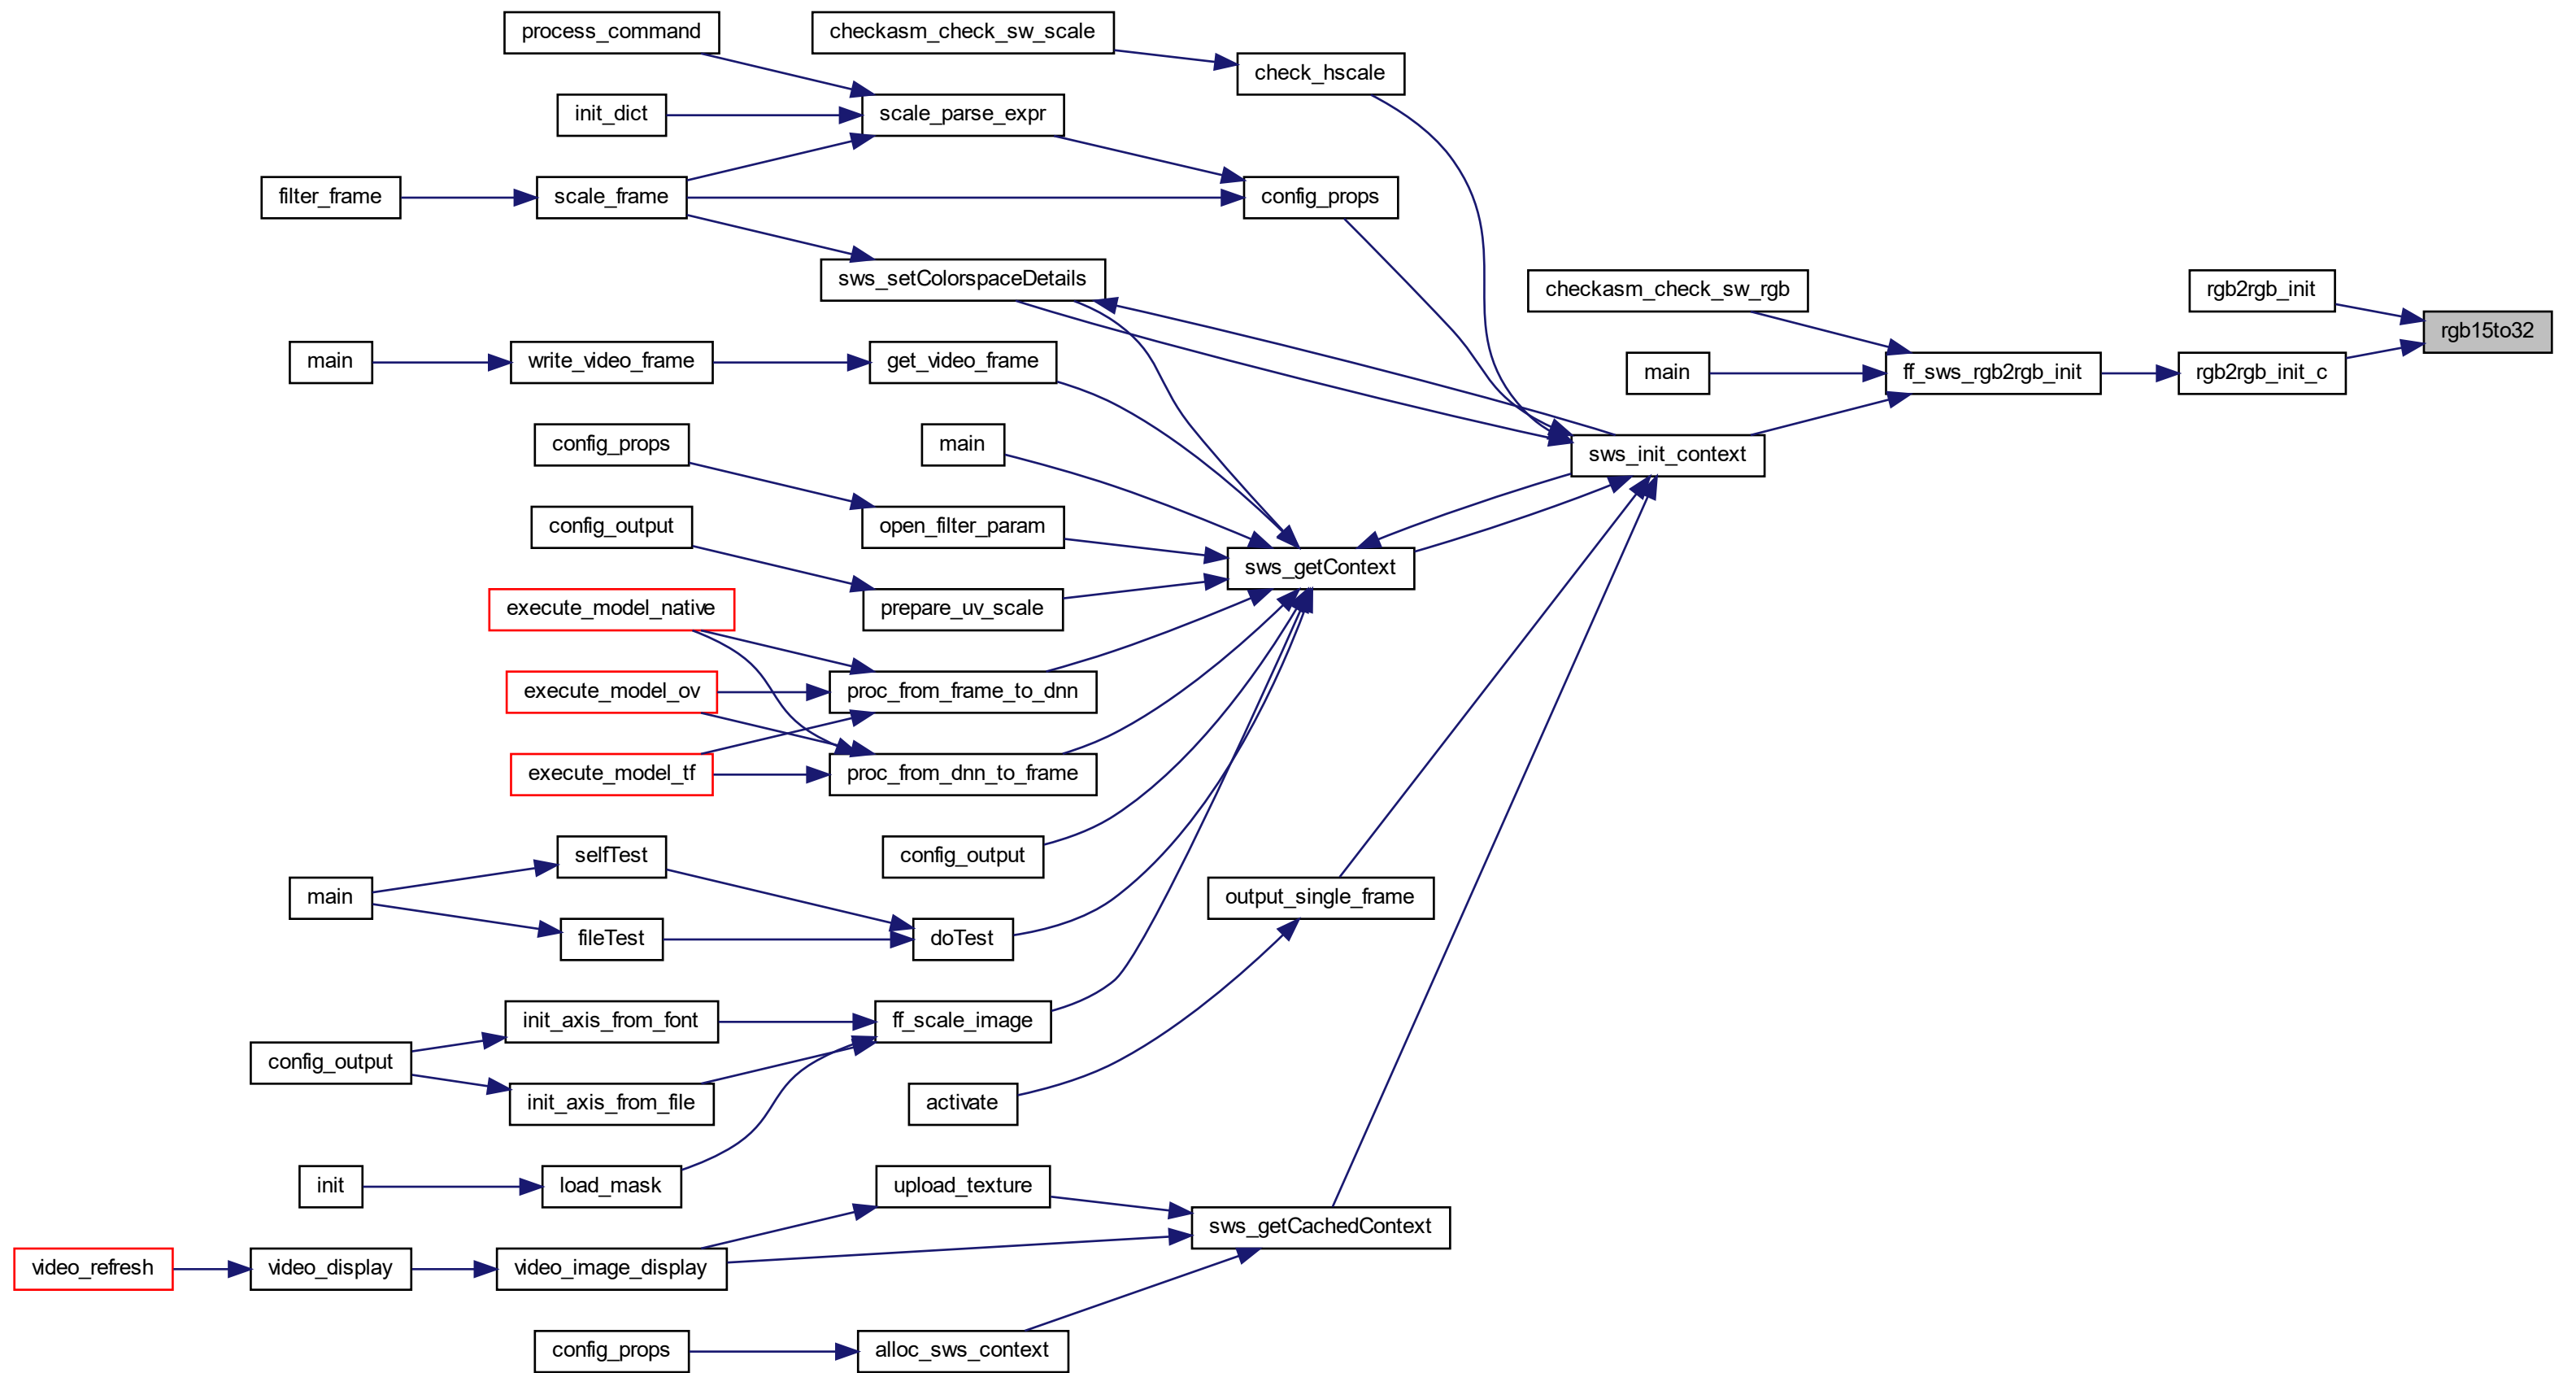 process_command
checkasm_check_sw_scale
check_hscale
init_dict
scale_parse_expr
filter_frame
scale_frame
config_props
sws_setColorspaceDetails
checkasm_check_sw_rgb
rgb2rgb_init
rgb15to32
main
write_video_frame
get_video_frame
main
ff_sws_rgb2rgb_init
rgb2rgb_init_c
config_props
main
sws_init_context
config_output
open_filter_param
sws_getContext
execute_model_native
prepare_uv_scale
execute_model_ov
proc_from_frame_to_dnn
execute_model_tf
proc_from_dnn_to_frame
selfTest
config_output
main
output_single_frame
fileTest
doTest
init_axis_from_font
ff_scale_image
config_output
init_axis_from_file
activate
init
load_mask
upload_texture
sws_getCachedContext
video_refresh
video_display
video_image_display
config_props
alloc_sws_context